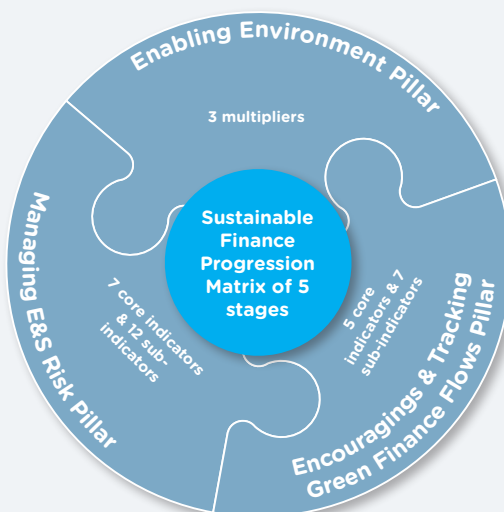 Enabling Environment Pillar
3 multipliers
Sustainable
Finance
Progression
Matrix of 5
stages
Managing E&S Risk Pillar
7 core indicators
& 12 sub-
indicators
5 core
indicators & 7
sub-indicators
Encouragings & Tracking
Green Finance Flows Pillar